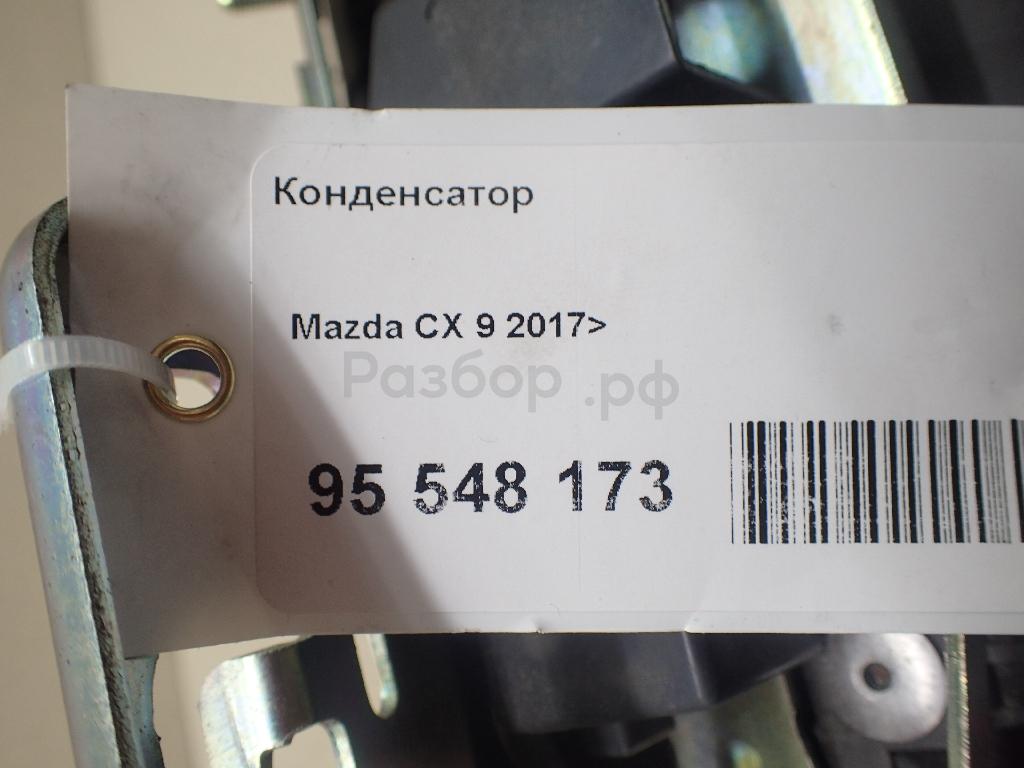 Конденсатор
Mazda CX 9 2017>
Разбор.рф
95 548 173